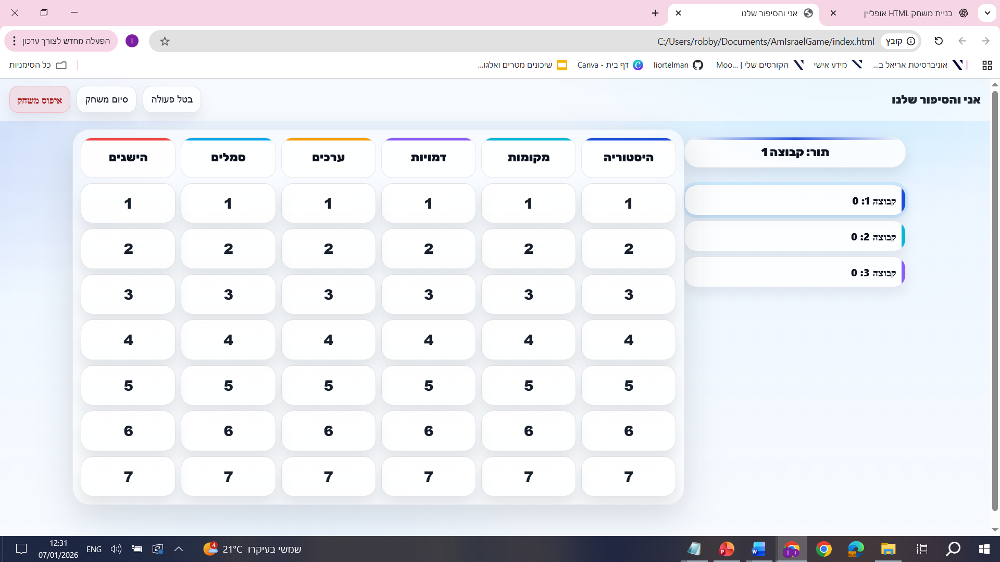 בניית משחק HTML אופליין
אני והסיפור שלנו
קובץ C:/Users/robby/Documents/AmIsraelGame/index.html
ו
הפעלה מחדש לצורך עדכון
אוניברסיטת אריאל ב...
מידע אישי
הקורסים שלי | Moo...
liortelman
דף בית - Canva
שיכונים מטרים ואלגו...
כל הסימניות
אני והסיפור שלנו
בטל פעולה
סיום משחק
איפוס משחק
תור: קבוצה 1
קבוצה 1: 0
קבוצה 2: 0
קבוצה 3: 0
היסטוריה מקומות דמויות ערכים סמלים הישגים
1 1 1 1 1 1
2 2 2 2 2 2
3 3 3 3 3 3
4 4 4 4 4 4
5 5 5 5 5 5
6 6 6 6 6 6
7 7 7 7 7 7
שמשי בעיקרו 21°C
4
ENG
12:31
07/01/2026